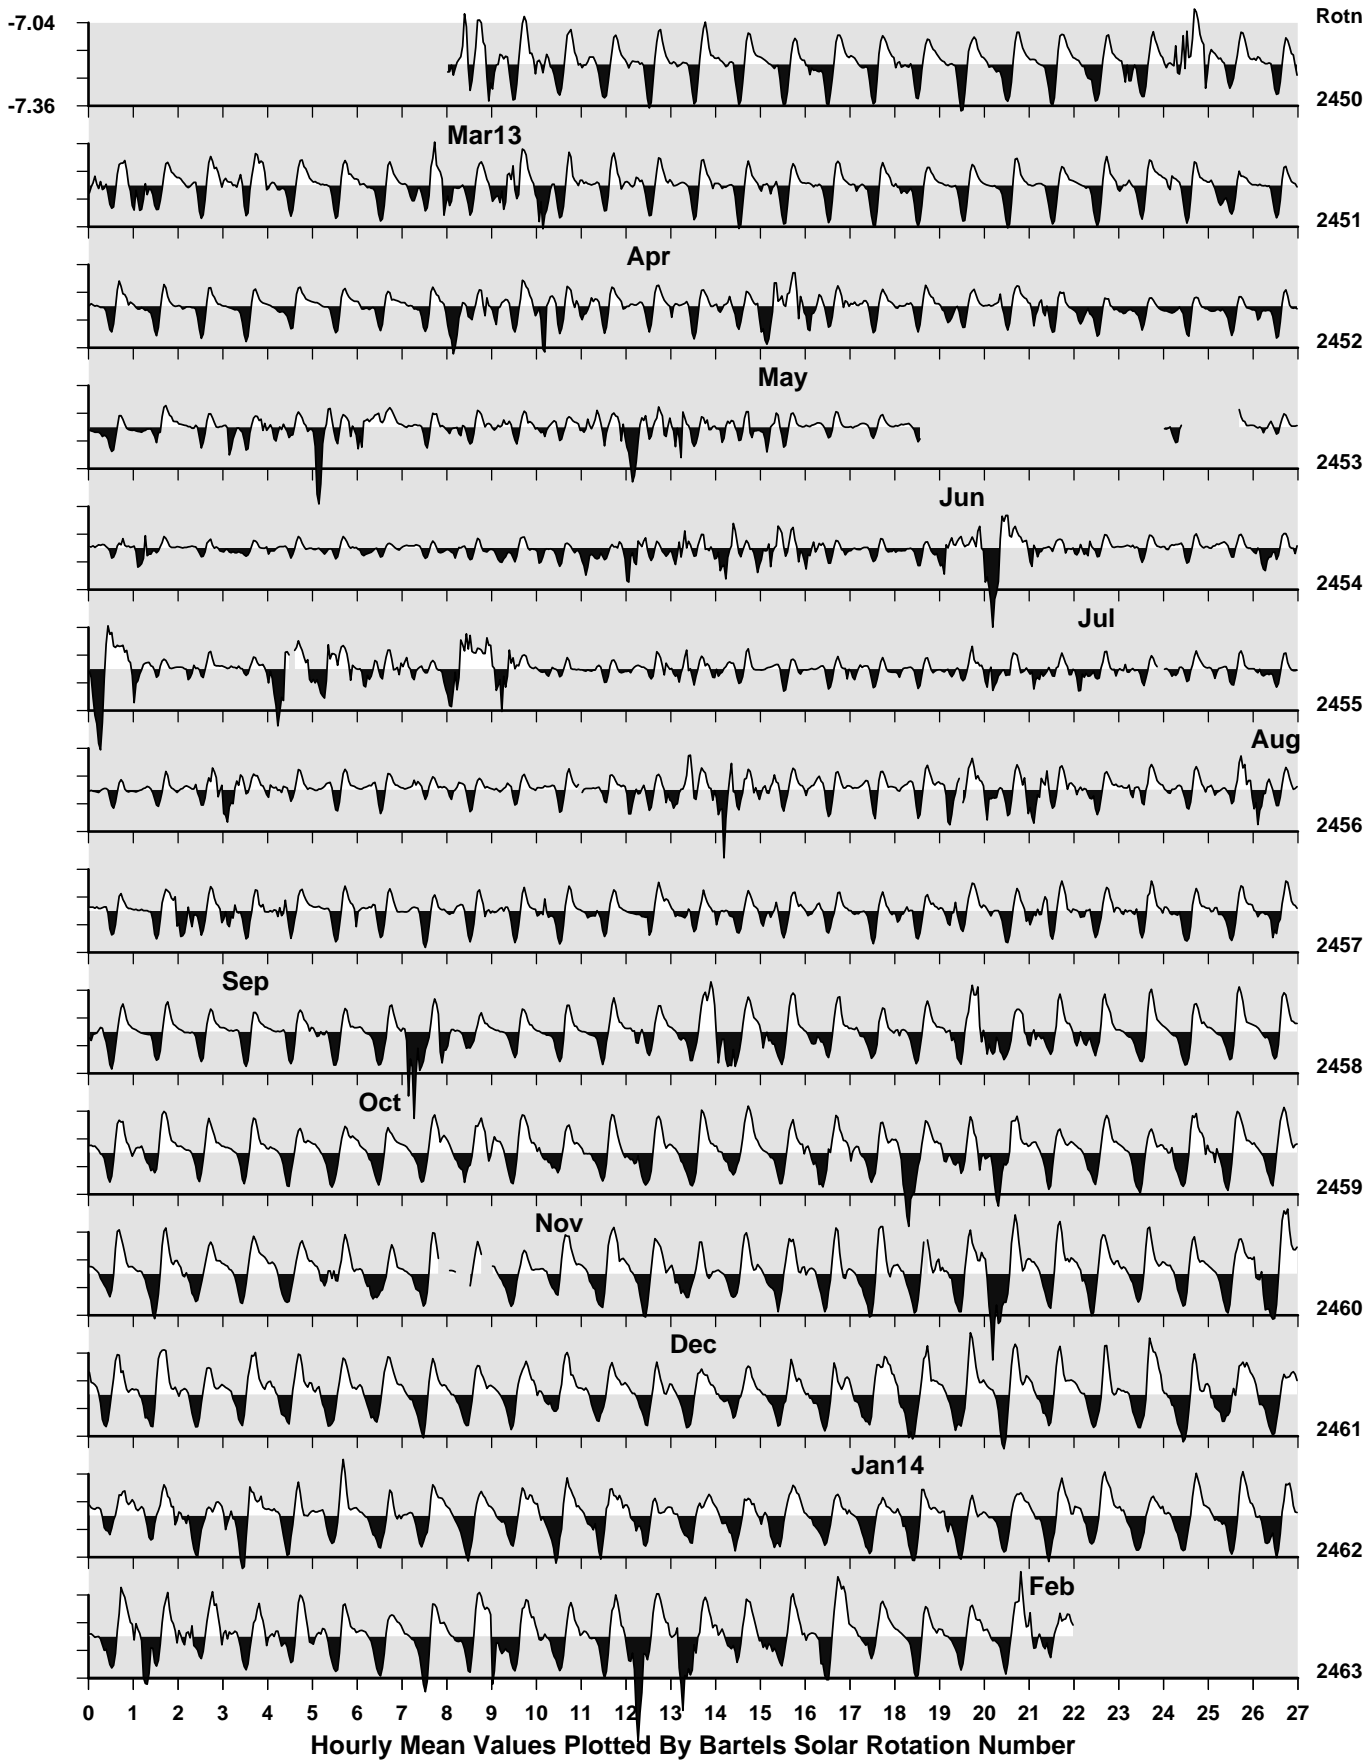 -7.04
Rotn
-7.36
2450
Mar13
2451
Apr
2452
May
2453
Jun
2454
Jul
2455
Aug
2456
2457
Sep
2458
Oct
2459
Nov
2460
Dec
2461
Jan14
2462
Feb
2463
0 1 2 3 4 5 6 7 8 9 10 11 12 13 14 15 16 17 18 19 20 21 22 23 24 25 26 27
Hourly Mean Values Plotted By Bartels Solar Rotation Number